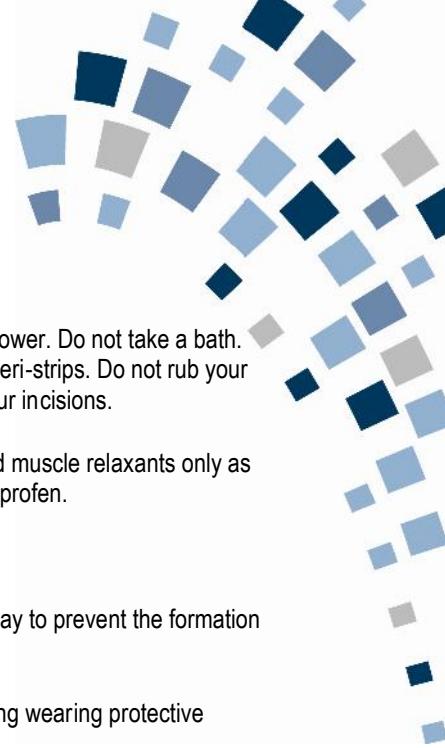 ower. Do not take a bath.
eri-strips. Do not rub your
ur incisions.
d muscle relaxants only as
profen.
ay to prevent the formation
ng wearing protective